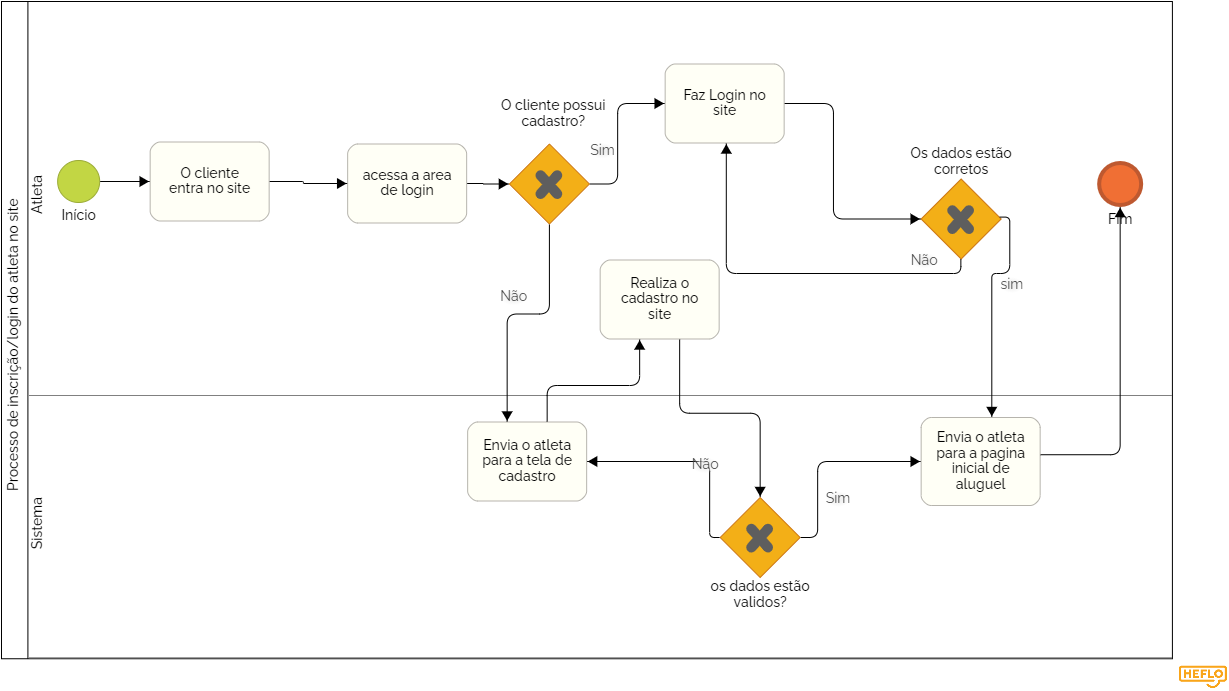 Processo de inscrição/login do atleta no site
Atleta
Início
O cliente
entra no site
acessa a area
de login
O cliente possui
cadastro?
Sim
Não
Faz Login no
site
Os dados estão
corretos
Não
sim
Fim
Realiza o
cadastro no
site
Sistema
Envia o atleta
para a tela de
cadastro
Não
os dados estão
validos?
Sim
Envia o atleta
para a pagina
inicial de
aluguel
HEFLO